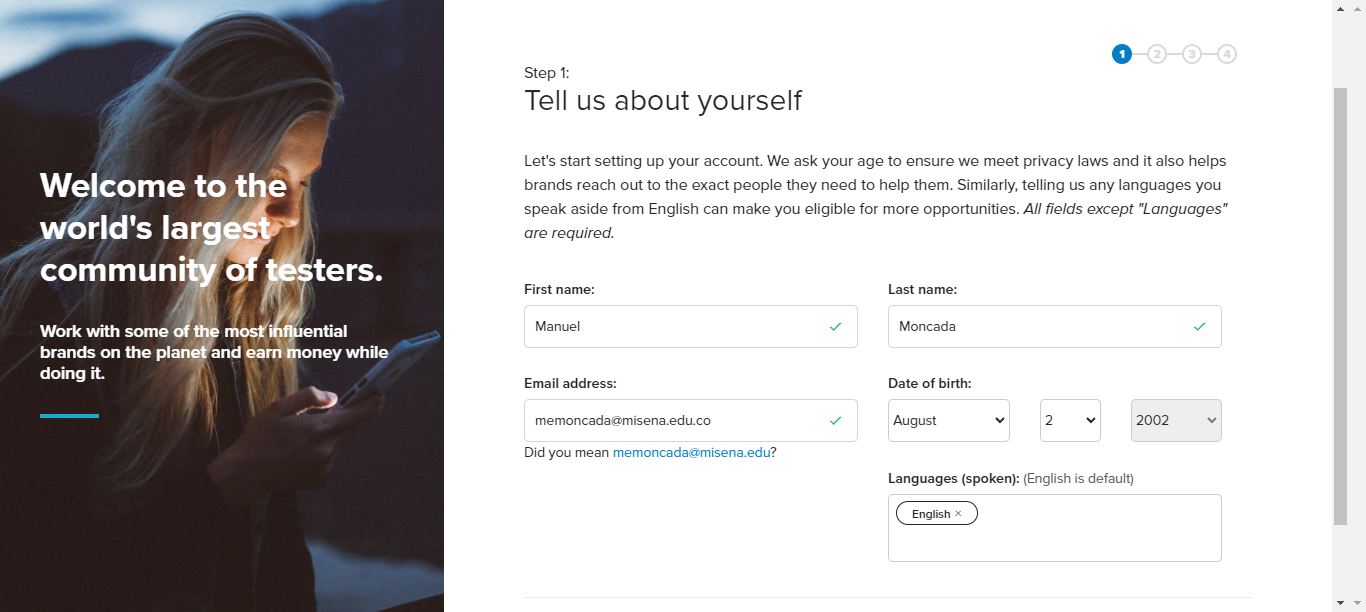 Welcome to the
world's largest
community of testers.
Work with some of the most influential
brands on the planet and earn money while
doing it.
1 2 3 4
Step 1:
Tell us about yourself
Let's start setting up your account. We ask your age to ensure we meet privacy laws and it also helps
brands reach out to the exact people they need to help them. Similarly, telling us any languages you
speak aside from English can make you eligible for more opportunities. All fields except "Languages"
are required.
First name:
Last name:
Manuel
Moncada
Email address:
Date of birth:
memoncada@misena.edu.co
August 2 2002
Did you mean memoncada@misena.edu?
Languages (spoken): (English is default)
English ×